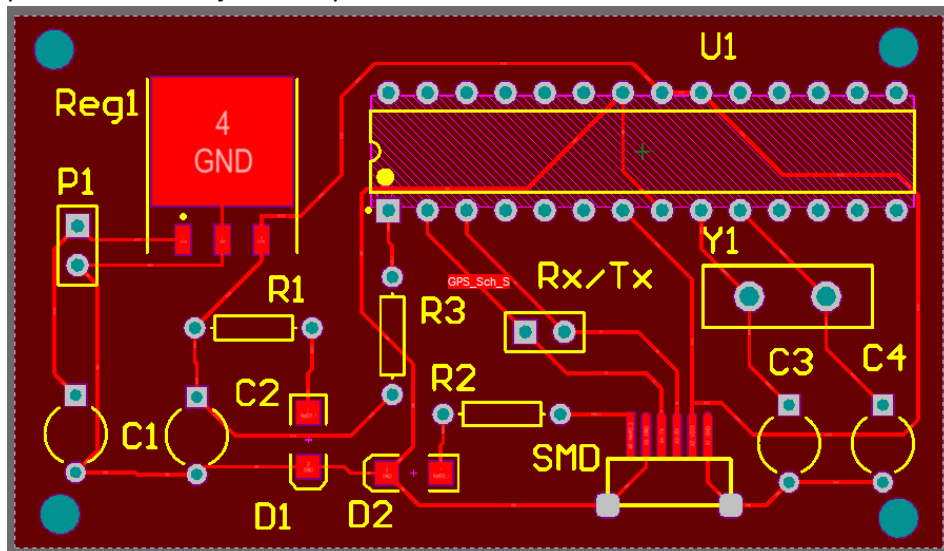 U1
Reg1
4
GND
P1
Y1
GPS_Sch_S
Rx/Tx
R1
R3
C3
C4
R2
C2
C1
SMD
D1
D2